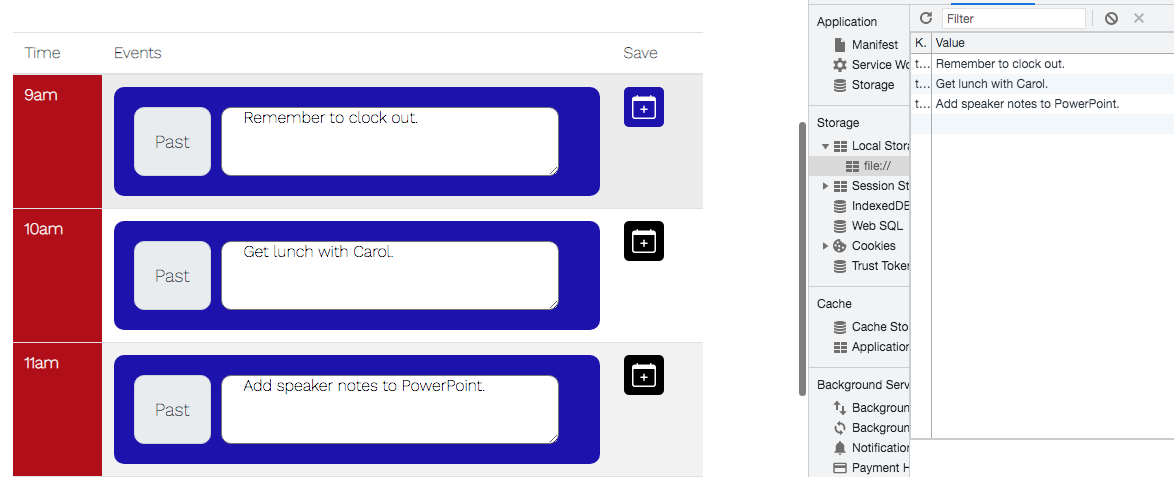 Time Events Save
9am
Past
Remember to clock out.
10am
Past
Get lunch with Carol.
11am
Past
Add speaker notes to PowerPoint.
Application
Manifest
Service Wo
Storage
Storage
Local Stora
file://
Session St
IndexedDB
Web SQL
Cookies
Trust Token
Cache
Cache Sto
Application
Background Serv
Backgroun
Backgroun
Notification
Payment H
Filter
K. Value
t... Remember to clock out.
t... Get lunch with Carol.
t... Add speaker notes to PowerPoint.